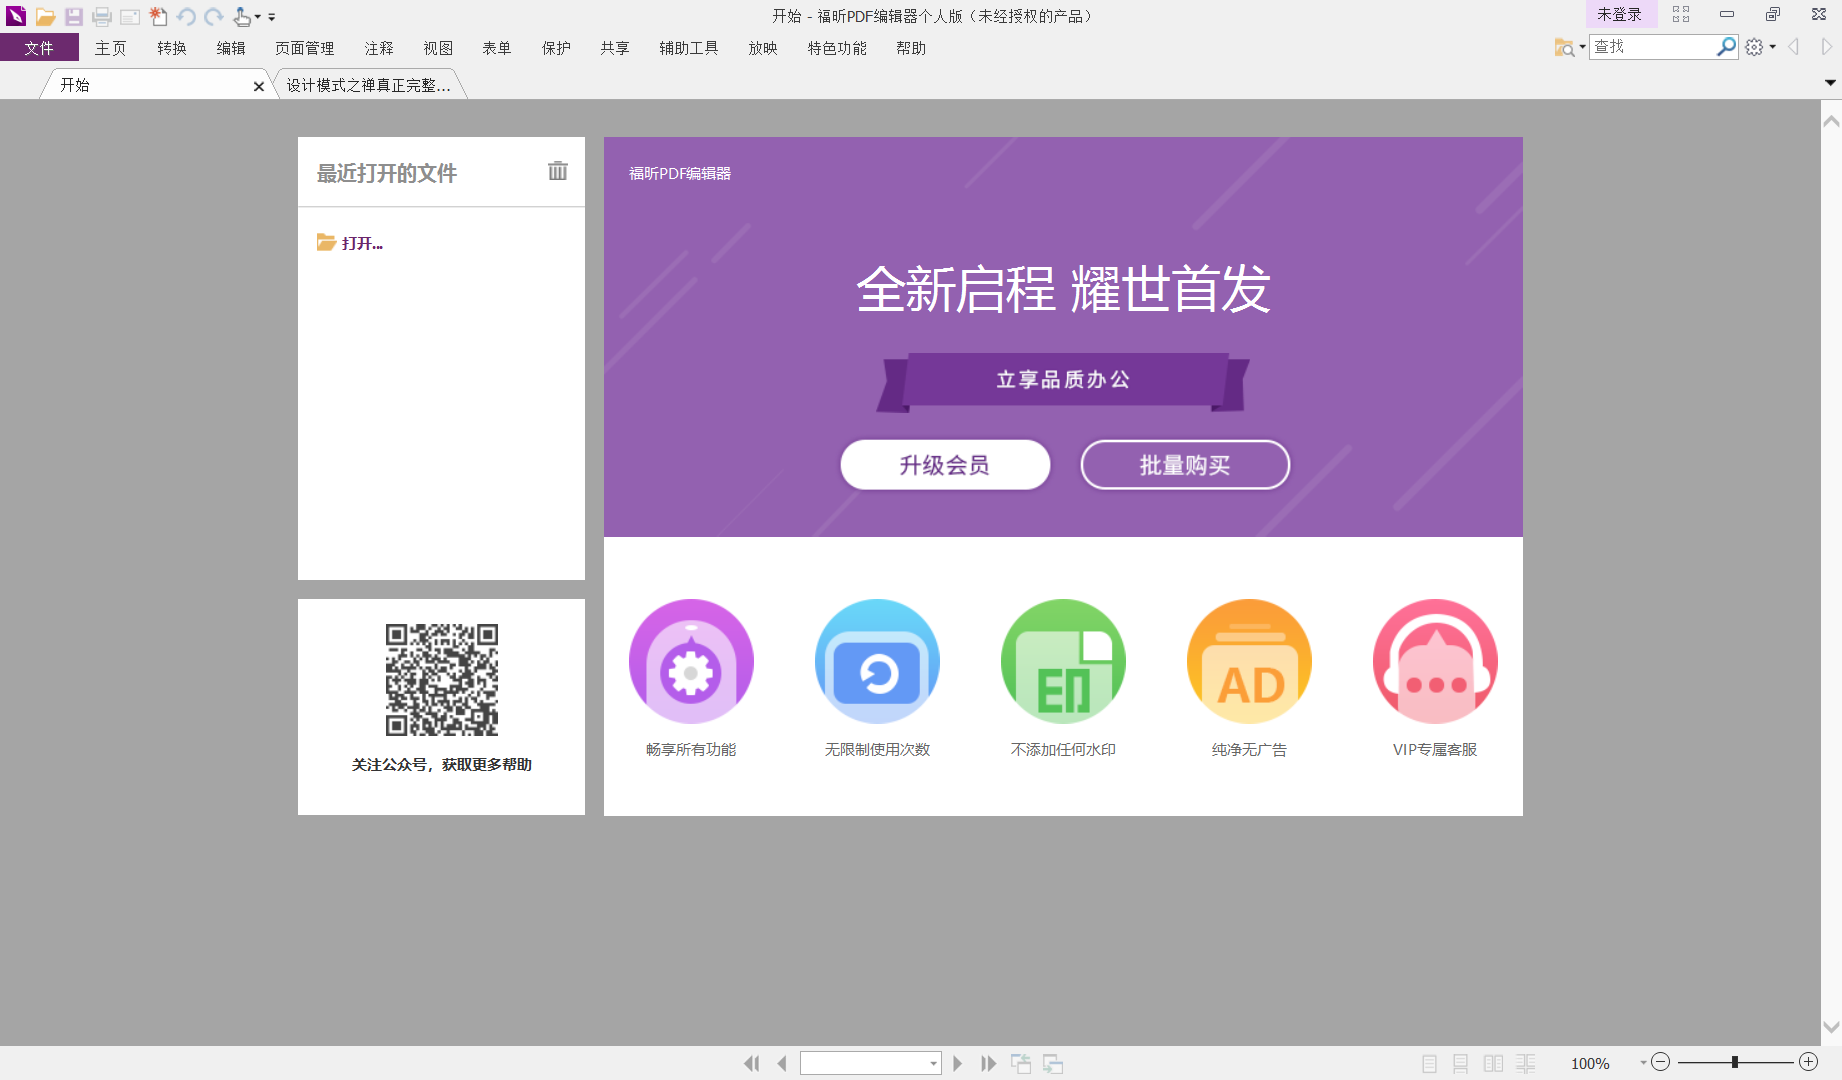 开始 - 福昕PDF编辑器个人版（未经授权的产品）
未登录
文件 主页 转换 编辑 页面管理 注释 视图 表单 保护 共享 辅助工具 放映 特色功能 帮助
查找
开始
设计模式之禅真正完整...
最近打开的文件
打开...
关注公众号，获取更多帮助
福昕PDF编辑器
全新启程 耀世首发
立享品质办公
升级会员 批量购买
AD
畅享所有功能 无限制使用次数 不添加任何水印 纯净无广告 VIP专属客服
100%